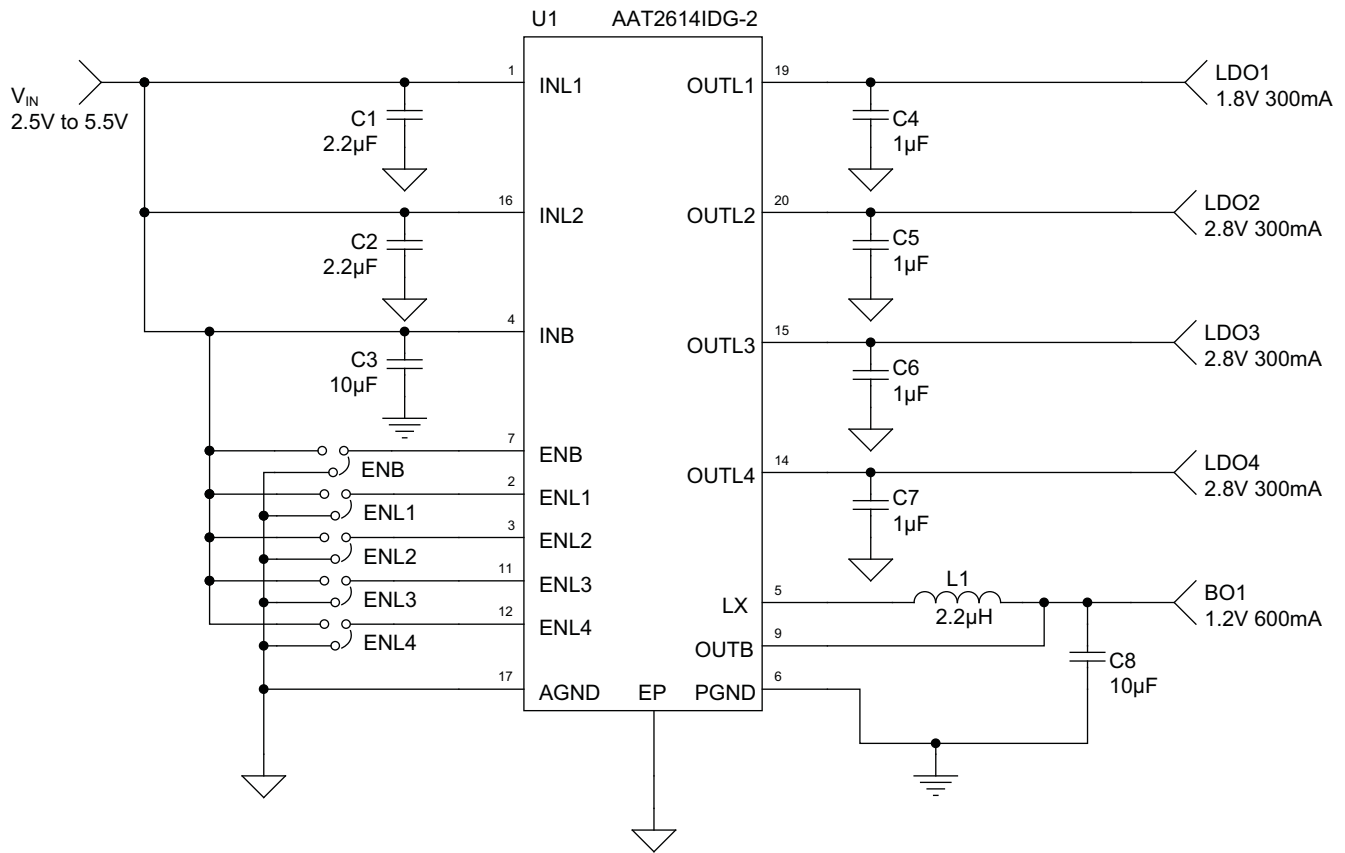 U1 AAT2614IDG-2
V_IN
2.5V to 5.5V
1
INL1
C1
2.2µF
16
INL2
C2
2.2µF
4
INB
C3
10µF
7
ENB
ENB
2
ENL1
ENL1
3
ENL2
ENL2
11
ENL3
ENL3
12
ENL4
ENL4
17
AGND EP PGND
19
OUTL1
C4
1µF
LDO1
1.8V 300mA
20
OUTL2
C5
1µF
LDO2
2.8V 300mA
15
OUTL3
C6
1µF
LDO3
2.8V 300mA
14
OUTL4
C7
1µF
LDO4
2.8V 300mA
5
LX
L1
2.2µH
BO1
1.2V 600mA
9
OUTB
6
C8
10µF